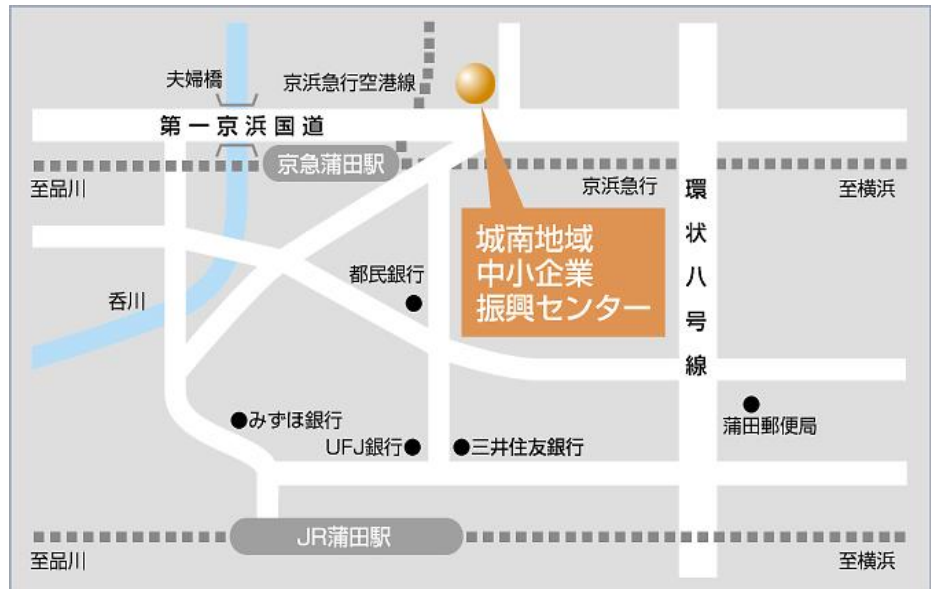 夫婦橋
京浜急行空港線
第一京浜国道
京急蒲田駅
至品川
京浜急行
至横浜
環状八号線
城南地域
中小企業
振興センター
都民銀行
呑川
みずほ銀行
蒲田郵便局
UFJ銀行
三井住友銀行
JR蒲田駅
至品川
至横浜